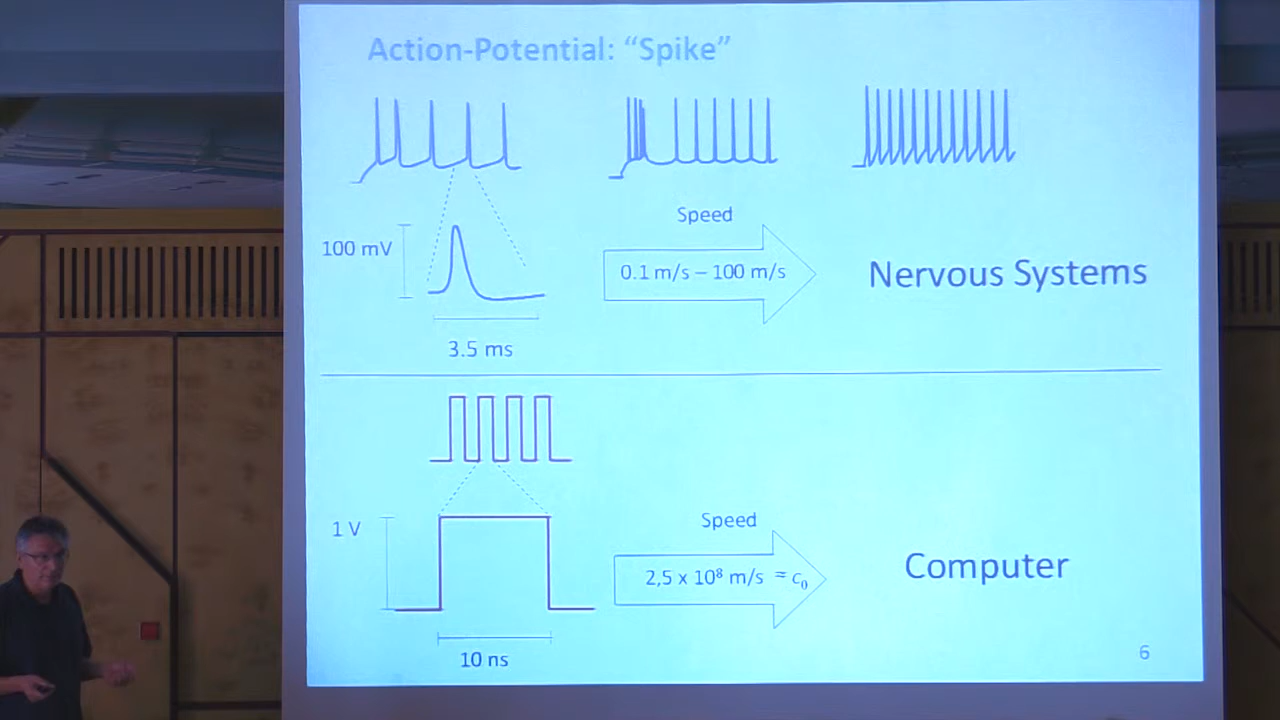 Action-Potential: “Spike”
Speed
100 mV
0.1 m/s – 100 m/s
Nervous Systems
3.5 ms
1 V
Speed
2,5 x 10⁸ m/s ≈ c₀
Computer
10 ns
6